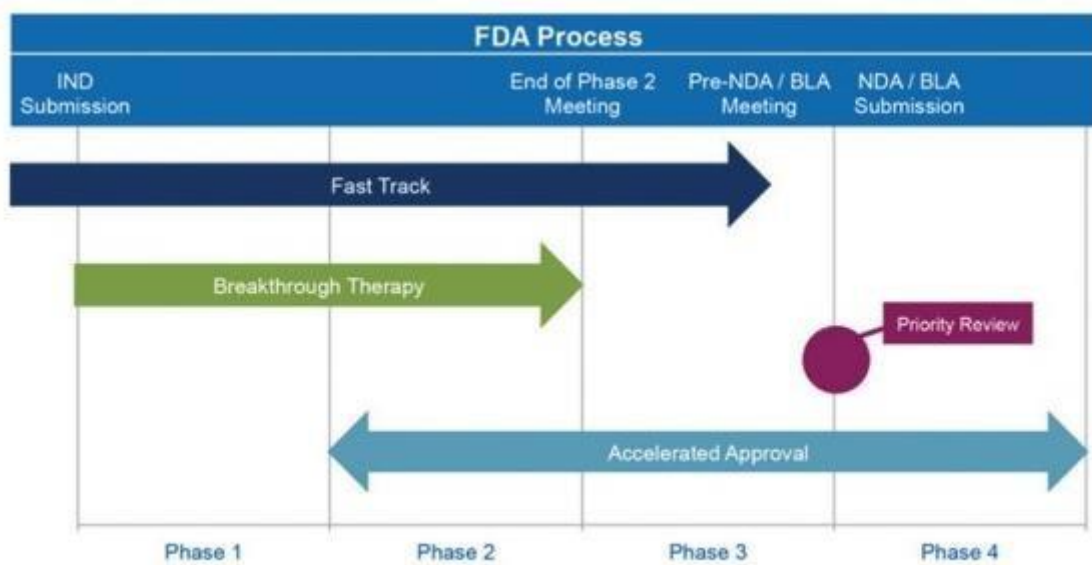 FDA Process
IND
Submission
End of Phase 2
Meeting
Pre-NDA / BLA
Meeting
NDA / BLA
Submission
Fast Track
Breakthrough Therapy
Priority Review
Accelerated Approval
Phase 1
Phase 2
Phase 3
Phase 4